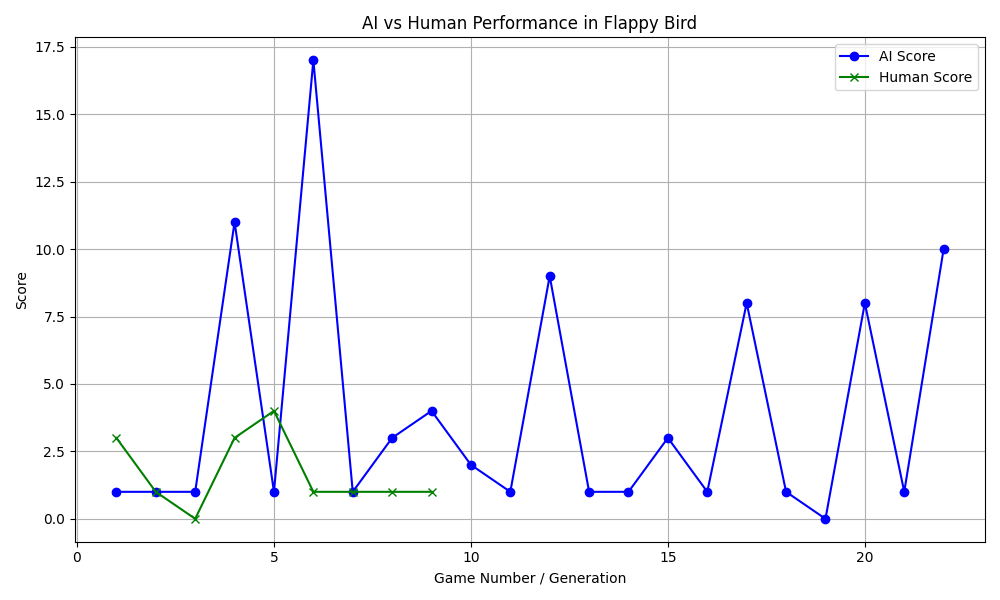 AI vs Human Performance in Flappy Bird
AI Score
Human Score
17.5
15.0
12.5
10.0
7.5
5.0
2.5
0.0
Score
0
5
10
15
20
Game Number / Generation